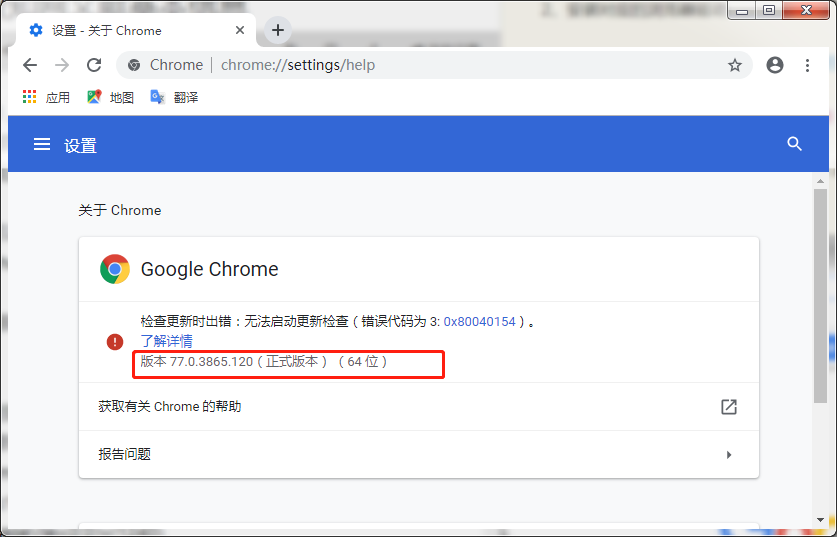 设置 - 关于 Chrome
Chrome | chrome://settings/help
应用 地图 翻译
设置
关于 Chrome
Google Chrome
检查更新时出错：无法启动更新检查（错误代码为 3: 0x80040154）。
了解详情
版本 77.0.3865.120（正式版本）（64 位）
获取有关 Chrome 的帮助
报告问题